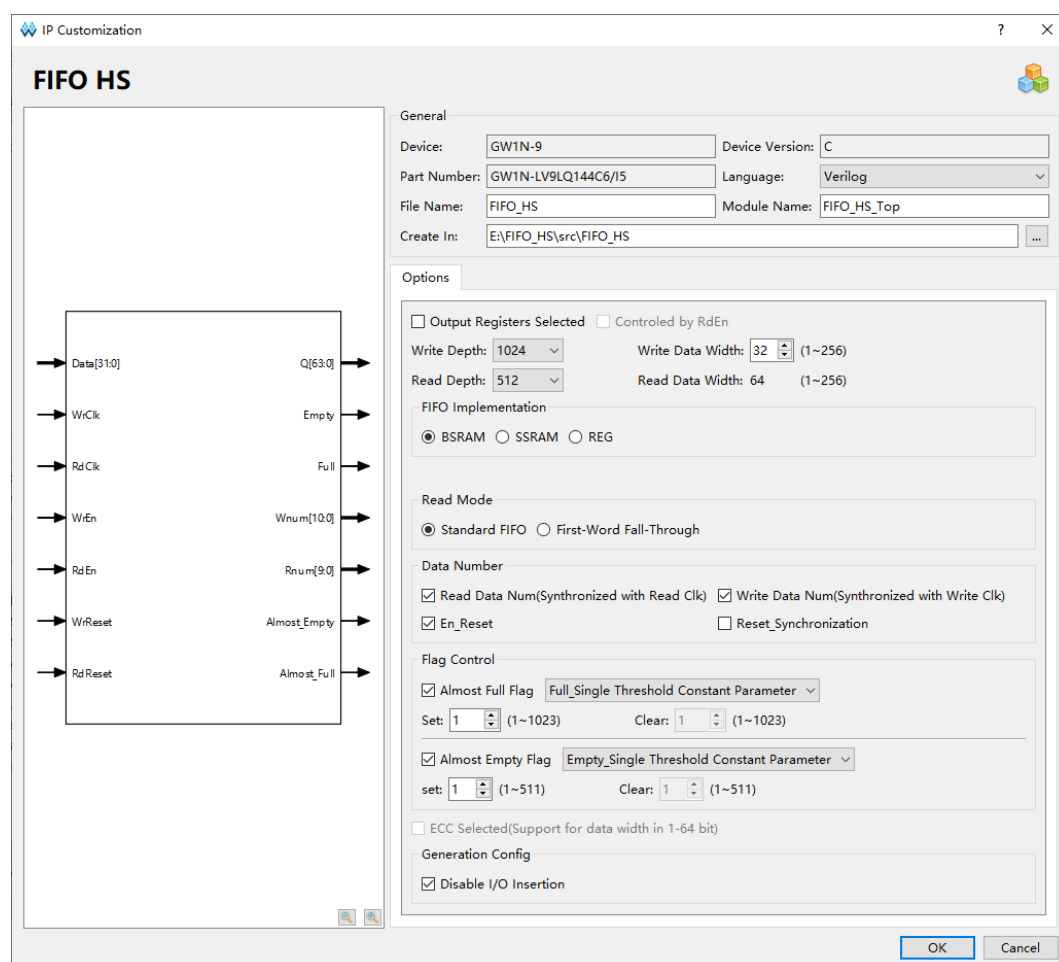 IP Customization ? ×
FIFO HS
General
Device: GW1N-9 Device Version: C
Part Number: GW1N-LV9LQ144C6/I5 Language: Verilog
File Name: FIFO_HS Module Name: FIFO_HS_Top
Create In: E:\FIFO_HS\src\FIFO_HS ...
Data[31:0] Q[63:0]
WrClk Empty
RdClk Full
WrEn Wnum[10:0]
RdEn Rnum[9:0]
WrReset Almost_Empty
RdReset Almost_Full
Options
Output Registers Selected Controled by RdEn
Write Depth: 1024 Write Data Width: 32 (1~256)
Read Depth: 512 Read Data Width: 64 (1~256)
FIFO Implementation
BSRAM SSRAM REG
Read Mode
Standard FIFO First-Word Fall-Through
Data Number
Read Data Num(Synthronized with Read Clk) Write Data Num(Synthronized with Write Clk)
En_Reset Reset_Synchronization
Flag Control
Almost Full Flag Full_Single Threshold Constant Parameter
Set: 1 (1~1023) Clear: 1 (1~1023)
Almost Empty Flag Empty_Single Threshold Constant Parameter
set: 1 (1~511) Clear: 1 (1~511)
ECC Selected(Support for data width in 1-64 bit)
Generation Config
Disable I/O Insertion
OK Cancel